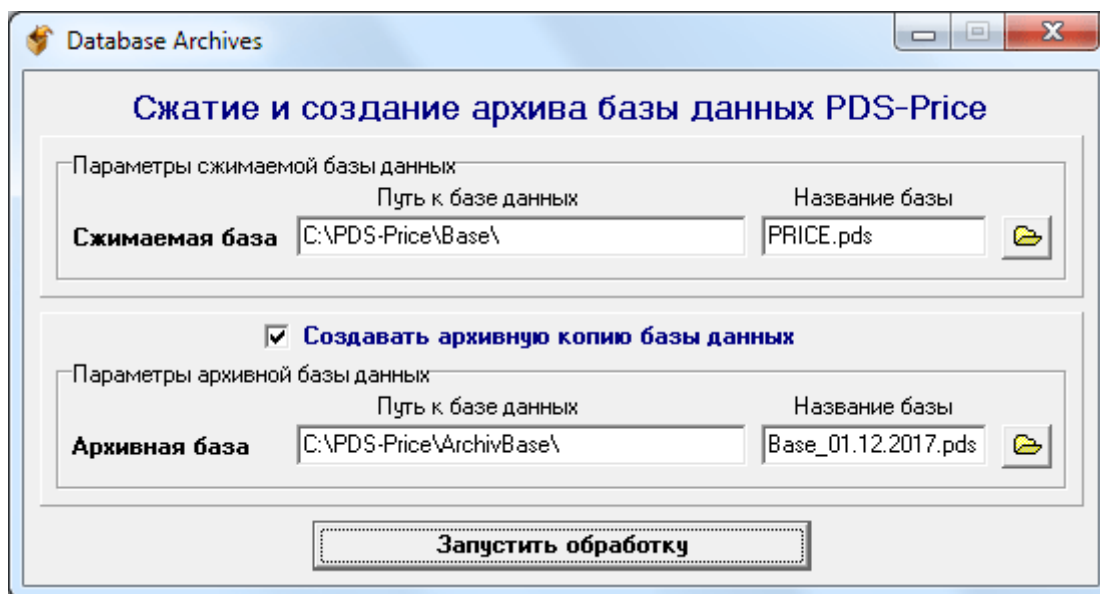 Database Archives
Сжатие и создание архива базы данных PDS-Price
Параметры сжимаемой базы данных
Путь к базе данных Название базы
Сжимаемая база C:\PDS-Price\Base\ PRICE.pds
Создавать архивную копию базы данных
Параметры архивной базы данных
Путь к базе данных Название базы
Архивная база C:\PDS-Price\ArchivBase\ Base_01.12.2017.pds
Запустить обработку